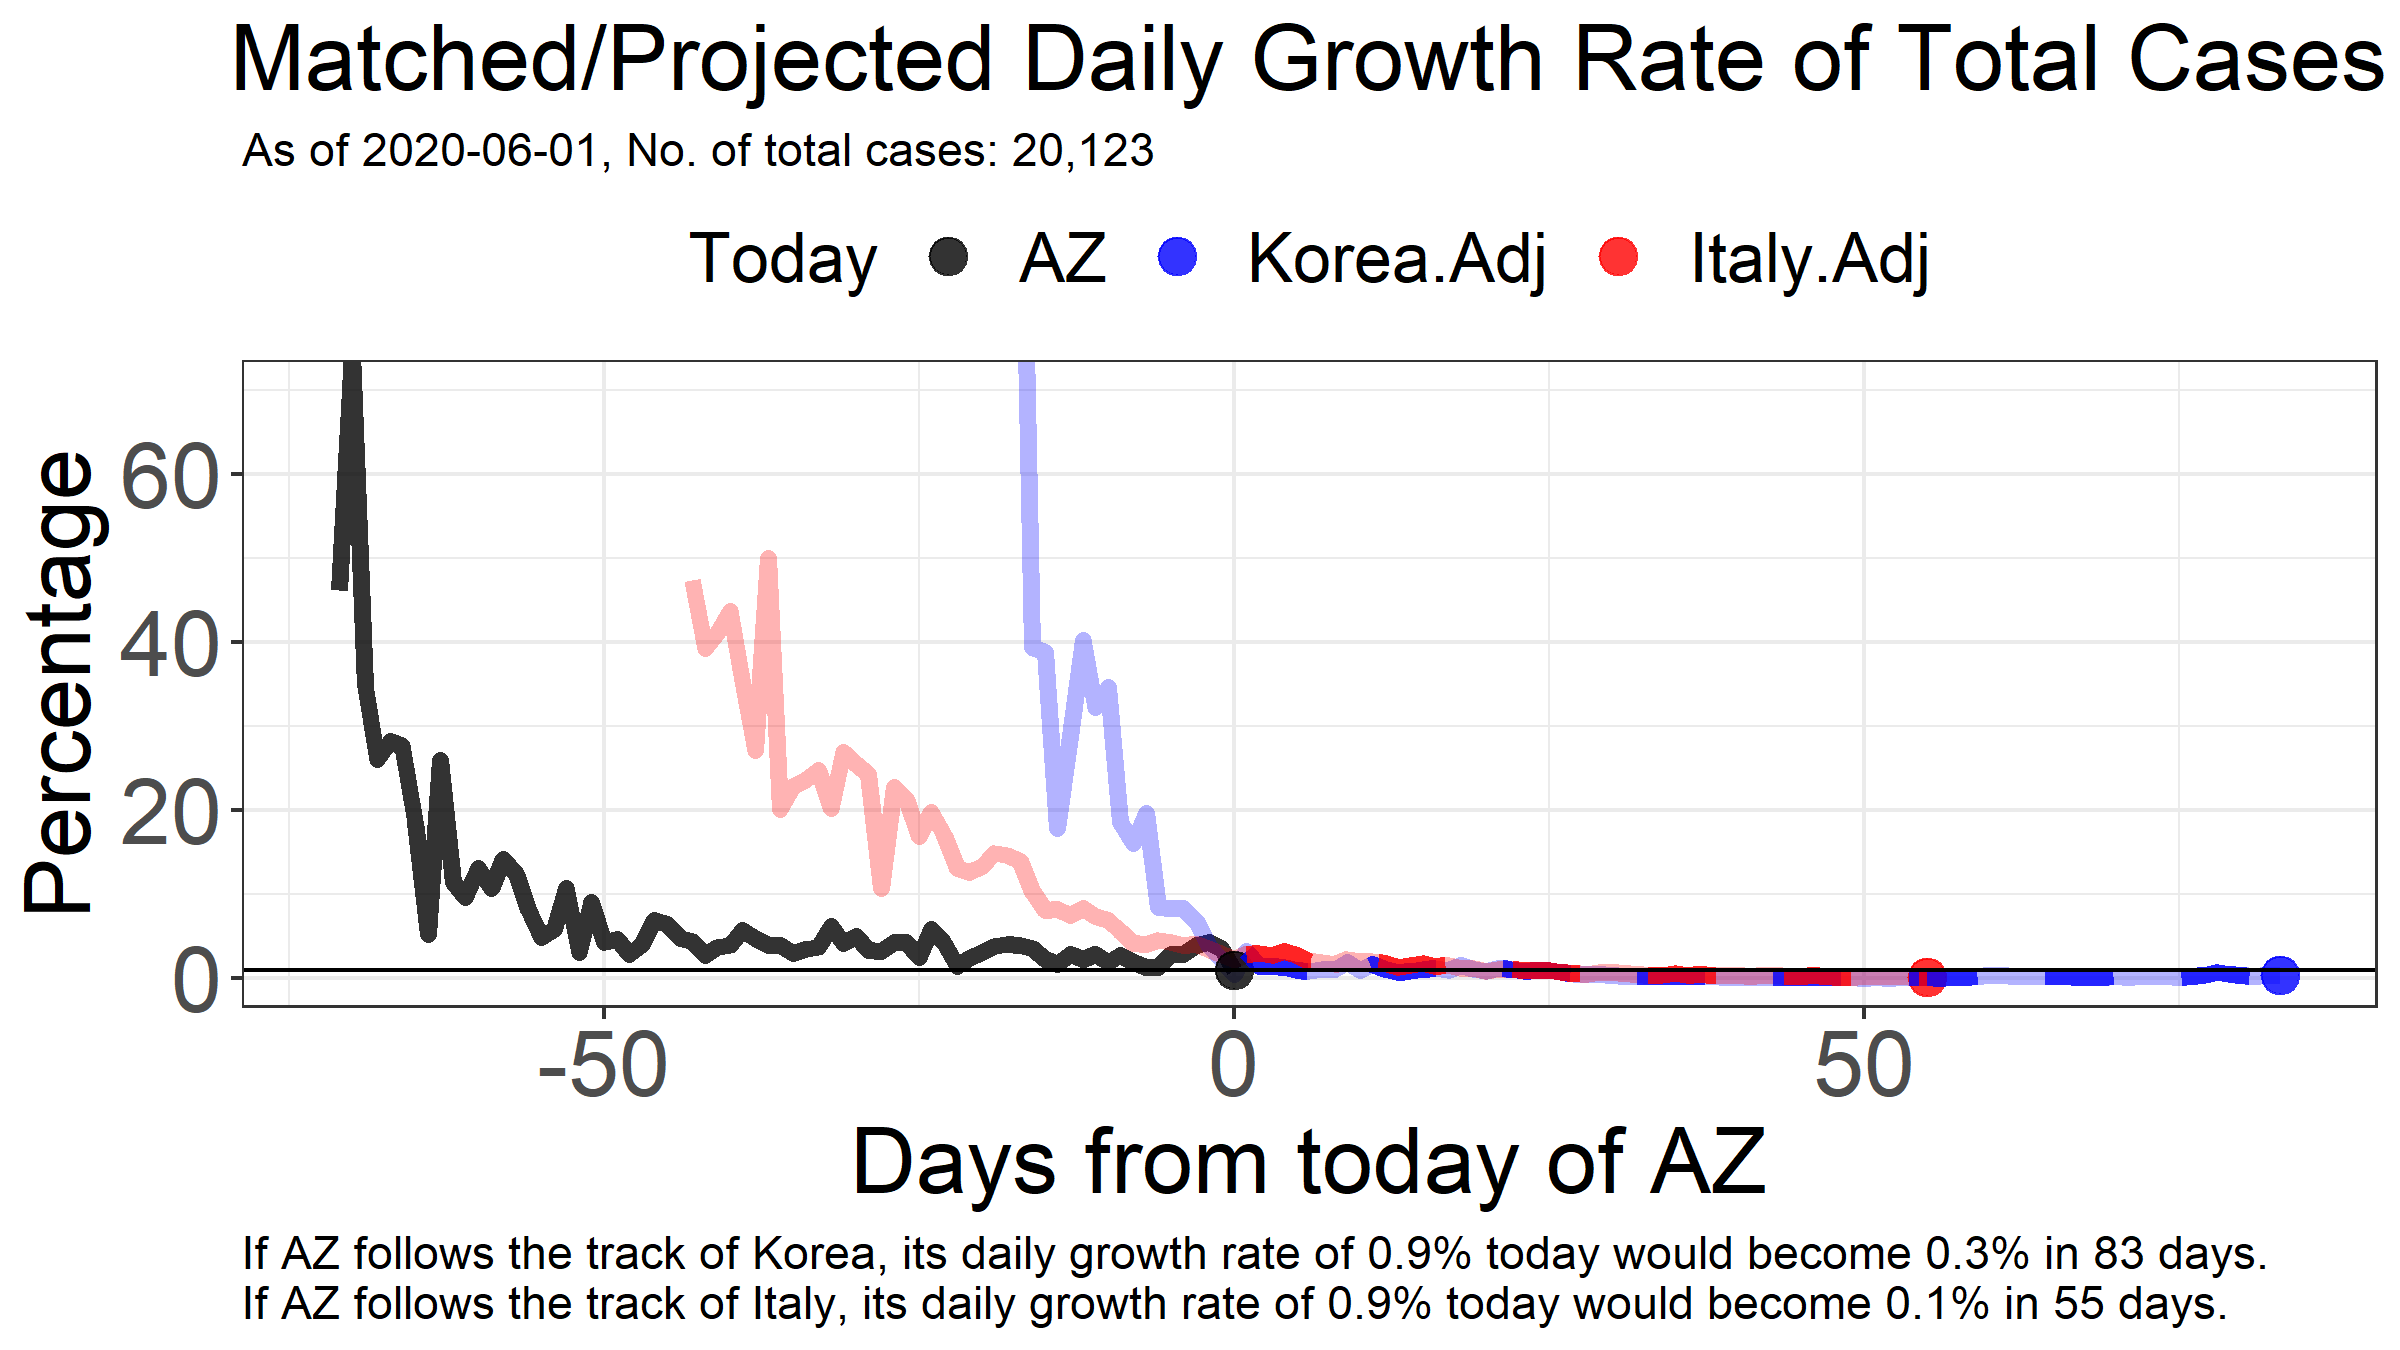 Matched/Projected Daily Growth Rate of Total Cases
As of 2020-06-01, No. of total cases: 20,123
Today AZ Korea.Adj Italy.Adj
Percentage
60
40
20
0
-50 0 50
Days from today of AZ
If AZ follows the track of Korea, its daily growth rate of 0.9% today would become 0.3% in 83 days.
If AZ follows the track of Italy, its daily growth rate of 0.9% today would become 0.1% in 55 days.